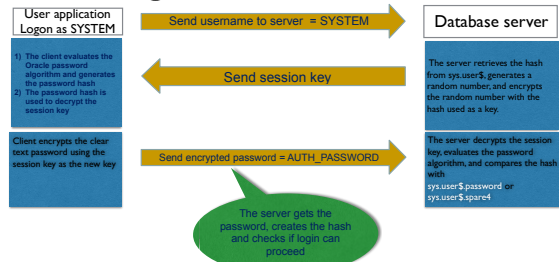 User application
Logon as SYSTEM
Send username to server = SYSTEM
Database server
1) The client evaluates the
Oracle password
algorithm and generates
the password hash
2) The password hash is
used to decrypt the
session key
Send session key
The server retrieves the hash
from sys.user$, generates a
random number, and encrypts
the random number with the
hash used as a key.
Client encrypts the clear
text password using the
session key as the new key
Send encrypted password = AUTH_PASSWORD
The server decrypts the session
key, evaluates the password
algorithm, and compares the hash
with
sys.user$.password or
sys.user$.spare4
The server gets the
password, creates the hash
and checks if login can
proceed